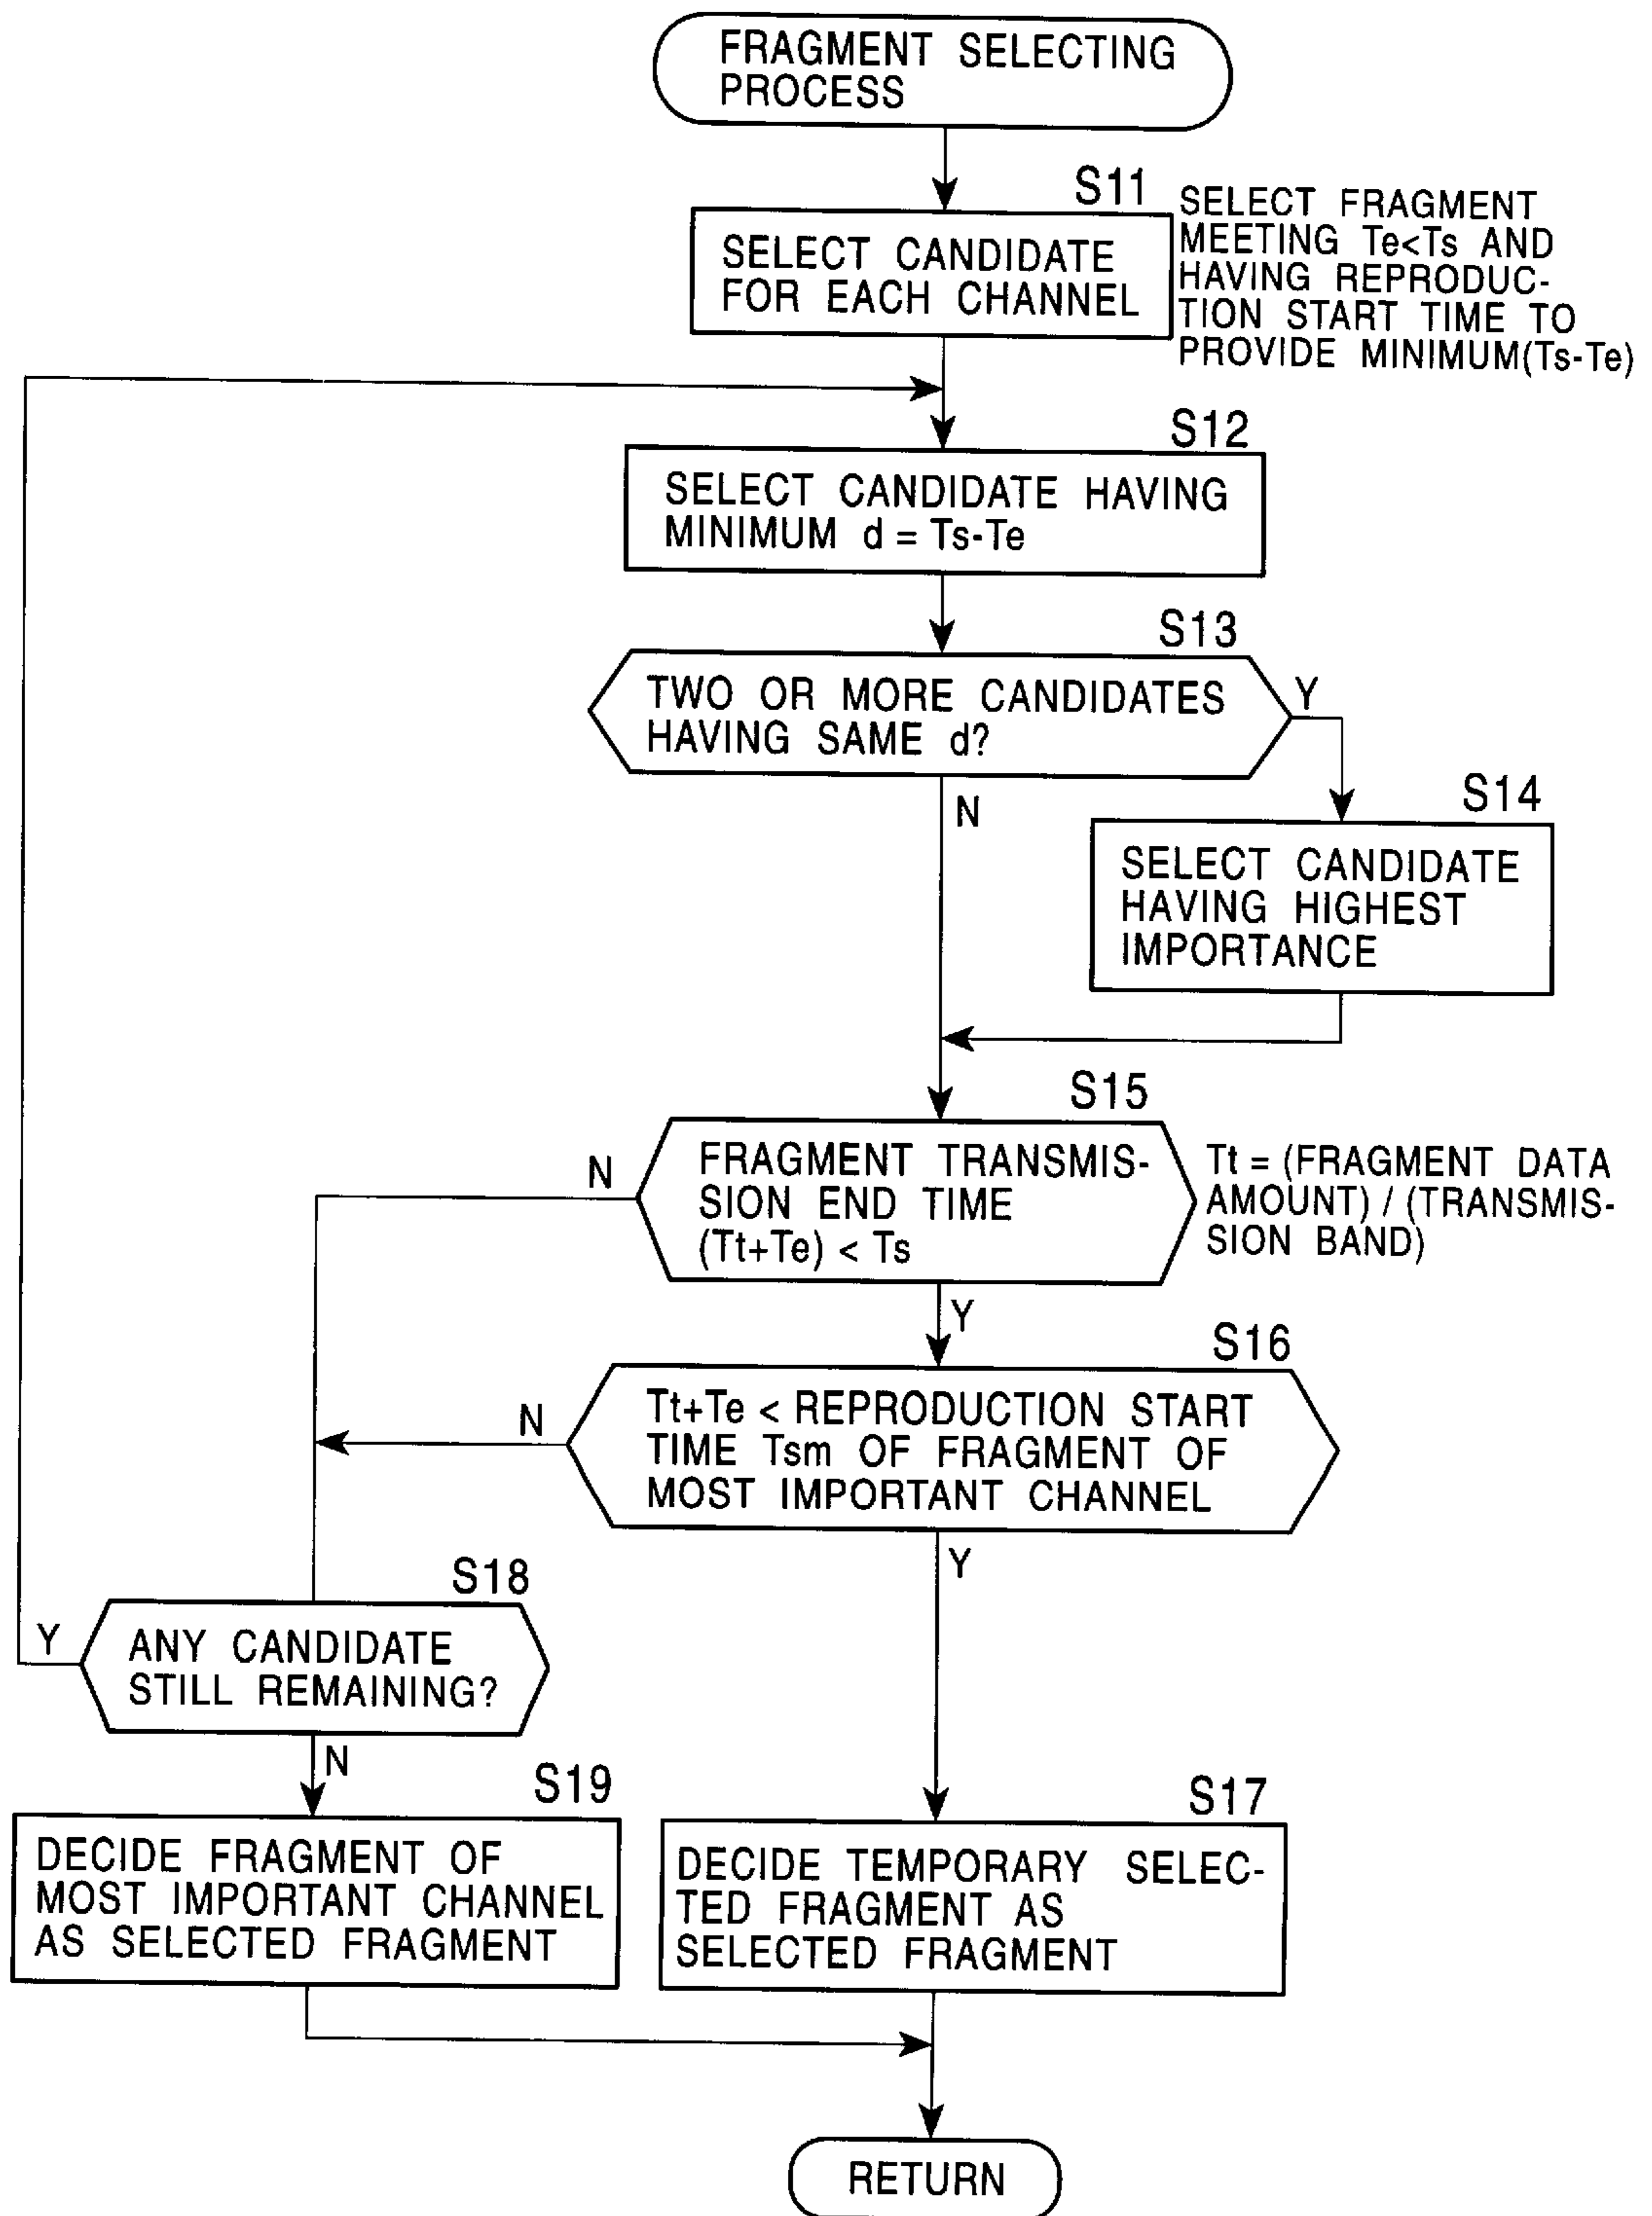 FRAGMENT SELECTING
PROCESS
S11
SELECT CANDIDATE
FOR EACH CHANNEL
SELECT FRAGMENT
MEETING Te<Ts AND
HAVING REPRODUC-
TION START TIME TO
PROVIDE MINIMUM(Ts-Te)
S12
SELECT CANDIDATE HAVING
MINIMUM d = Ts-Te
S13
TWO OR MORE CANDIDATES
HAVING SAME d?
Y
N
S14
SELECT CANDIDATE
HAVING HIGHEST
IMPORTANCE
S15
FRAGMENT TRANSMIS-
SION END TIME
(Tt+Te) < Ts
N
Tt = (FRAGMENT DATA
AMOUNT) / (TRANSMIS-
SION BAND)
Y
S16
Tt+Te < REPRODUCTION START
TIME Tsm OF FRAGMENT OF
MOST IMPORTANT CHANNEL
N
Y
S18
ANY CANDIDATE
STILL REMAINING?
Y
N
S19
DECIDE FRAGMENT OF
MOST IMPORTANT CHANNEL
AS SELECTED FRAGMENT
S17
DECIDE TEMPORARY SELEC-
TED FRAGMENT AS
SELECTED FRAGMENT
RETURN